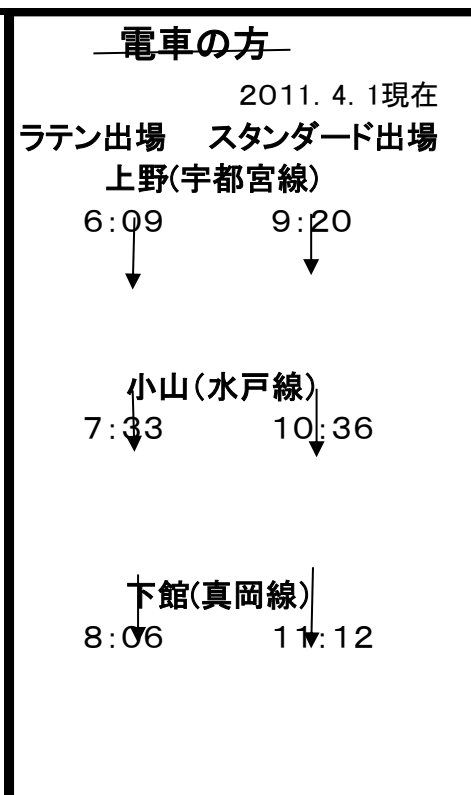 電車の方
2011.4.1現在
ラテン出場　スタンダード出場
上野(宇都宮線)
6:09　9:20
小山(水戸線)
7:33　10:36
下館(真岡線)
8:06　11:12